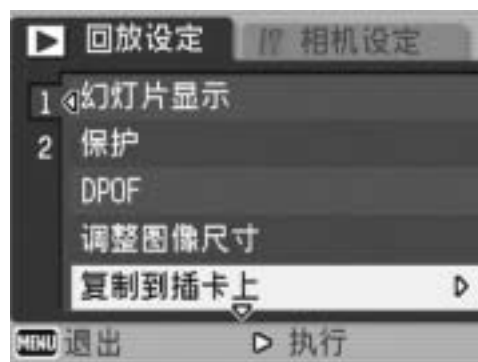 回放设定 相机设定
1 幻灯片显示
2 保护
DPOF
调整图像尺寸
复制到插卡上
MENU 退出 执行